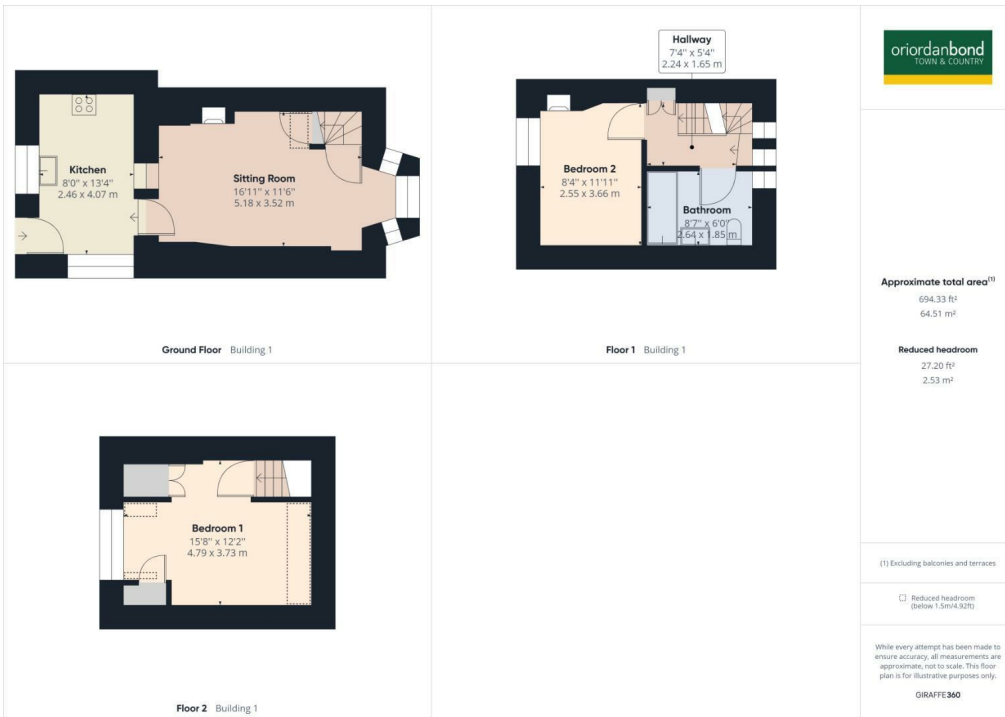 Kitchen
8'0" x 13'4"
2.46 x 4.07 m
Sitting Room
16'11" x 11'6"
5.18 x 3.52 m
Ground Floor Building 1
Hallway
7'4" x 5'4"
2.24 x 1.65 m
Bedroom 2
8'4" x 11'11"
2.55 x 3.66 m
Bathroom
8'7" x 6'0"
2.64 x 1.85 m
Floor 1 Building 1
Bedroom 1
15'8" x 12'2"
4.79 x 3.73 m
Floor 2 Building 1
oriordanbond
TOWN & COUNTRY
Approximate total area(1)
694.33 ft²
64.51 m²
Reduced headroom
27.20 ft²
2.53 m²
(1) Excluding balconies and terraces
Reduced headroom
(below 1.5m/4.92ft)
While every attempt has been made to
ensure accuracy, all measurements are
approximate, not to scale. This floor
plan is for illustrative purposes only.
GIRAFFE360